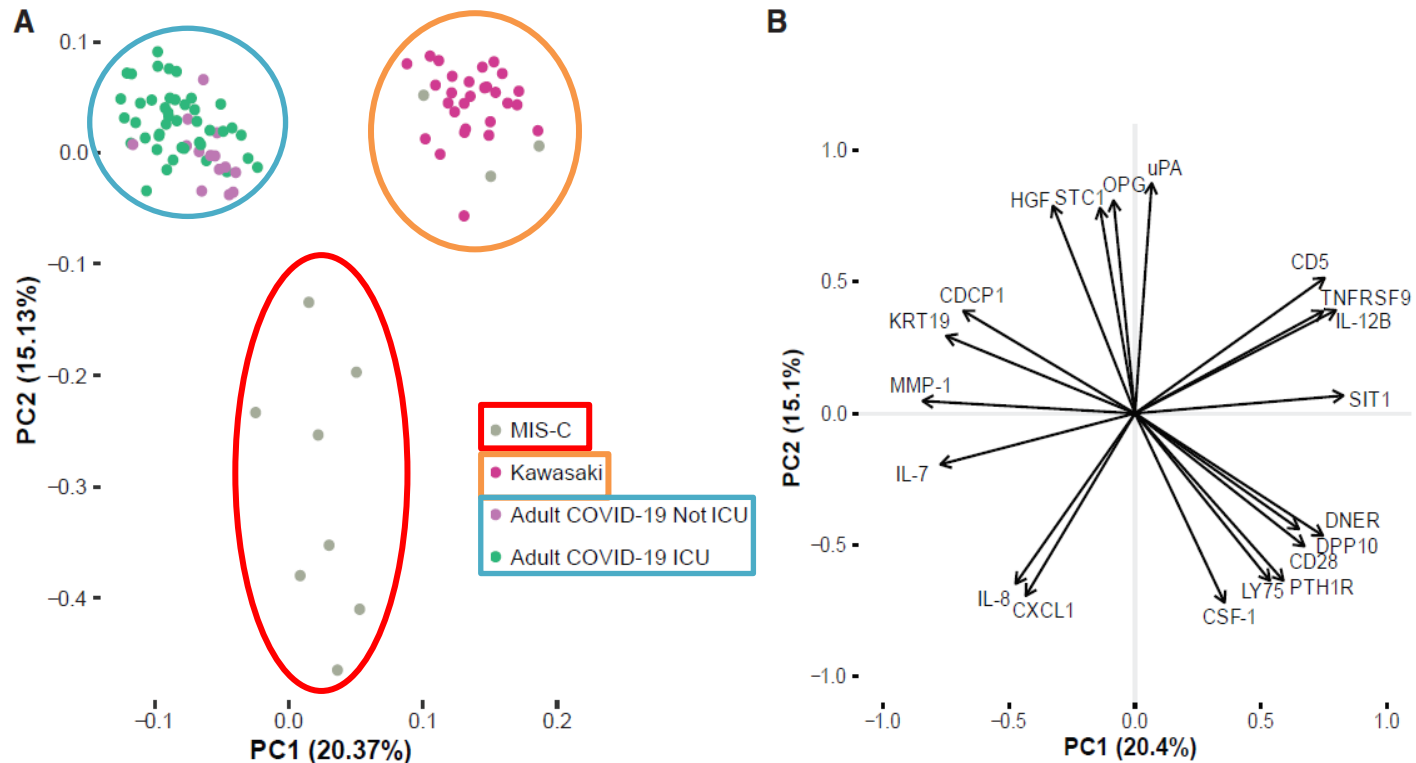 A
0.1
0.0
−0.1
−0.2
−0.3
−0.4
PC2 (15.13%)
−0.1
0.0
0.1
0.2
PC1 (20.37%)
MIS-C
Kawasaki
Adult COVID-19 Not ICU
Adult COVID-19 ICU
B
1.0
0.5
0.0
−0.5
−1.0
PC2 (15.1%)
uPA
OPG
STC1
HGF
CD5
TNFRSF9
IL-12B
CDCP1
KRT19
MMP-1
SIT1
IL-7
DNER
DPP10
CD28
PTH1R
LY75
CSF-1
IL-8
CXCL1
−1.0
−0.5
0.0
0.5
1.0
PC1 (20.4%)